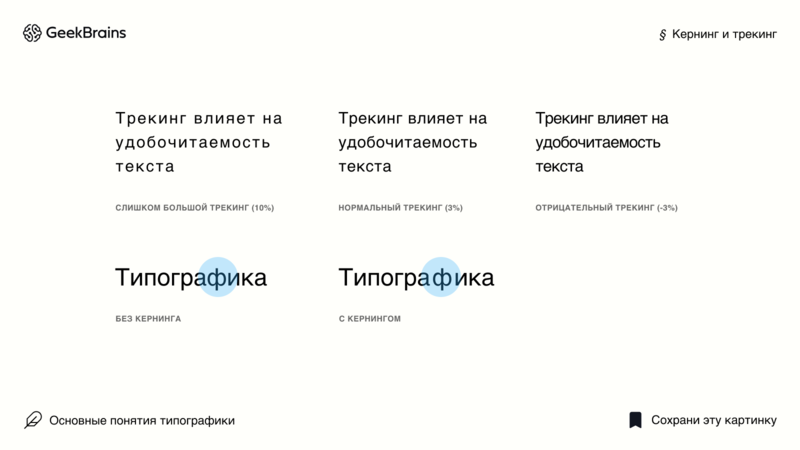 GeekBrains
§ Кернинг и трекинг
Трекинг влияет на
удобочитаемость
текста
СЛИШКОМ БОЛЬШОЙ ТРЕКИНГ (10%)
Трекинг влияет на
удобочитаемость
текста
НОРМАЛЬНЫЙ ТРЕКИНГ (3%)
Трекинг влияет на
удобочитаемость
текста
ОТРИЦАТЕЛЬНЫЙ ТРЕКИНГ (-3%)
Типографика
БЕЗ КЕРНИНГА
Типографика
С КЕРНИНГОМ
Основные понятия типографики
Сохрани эту картинку